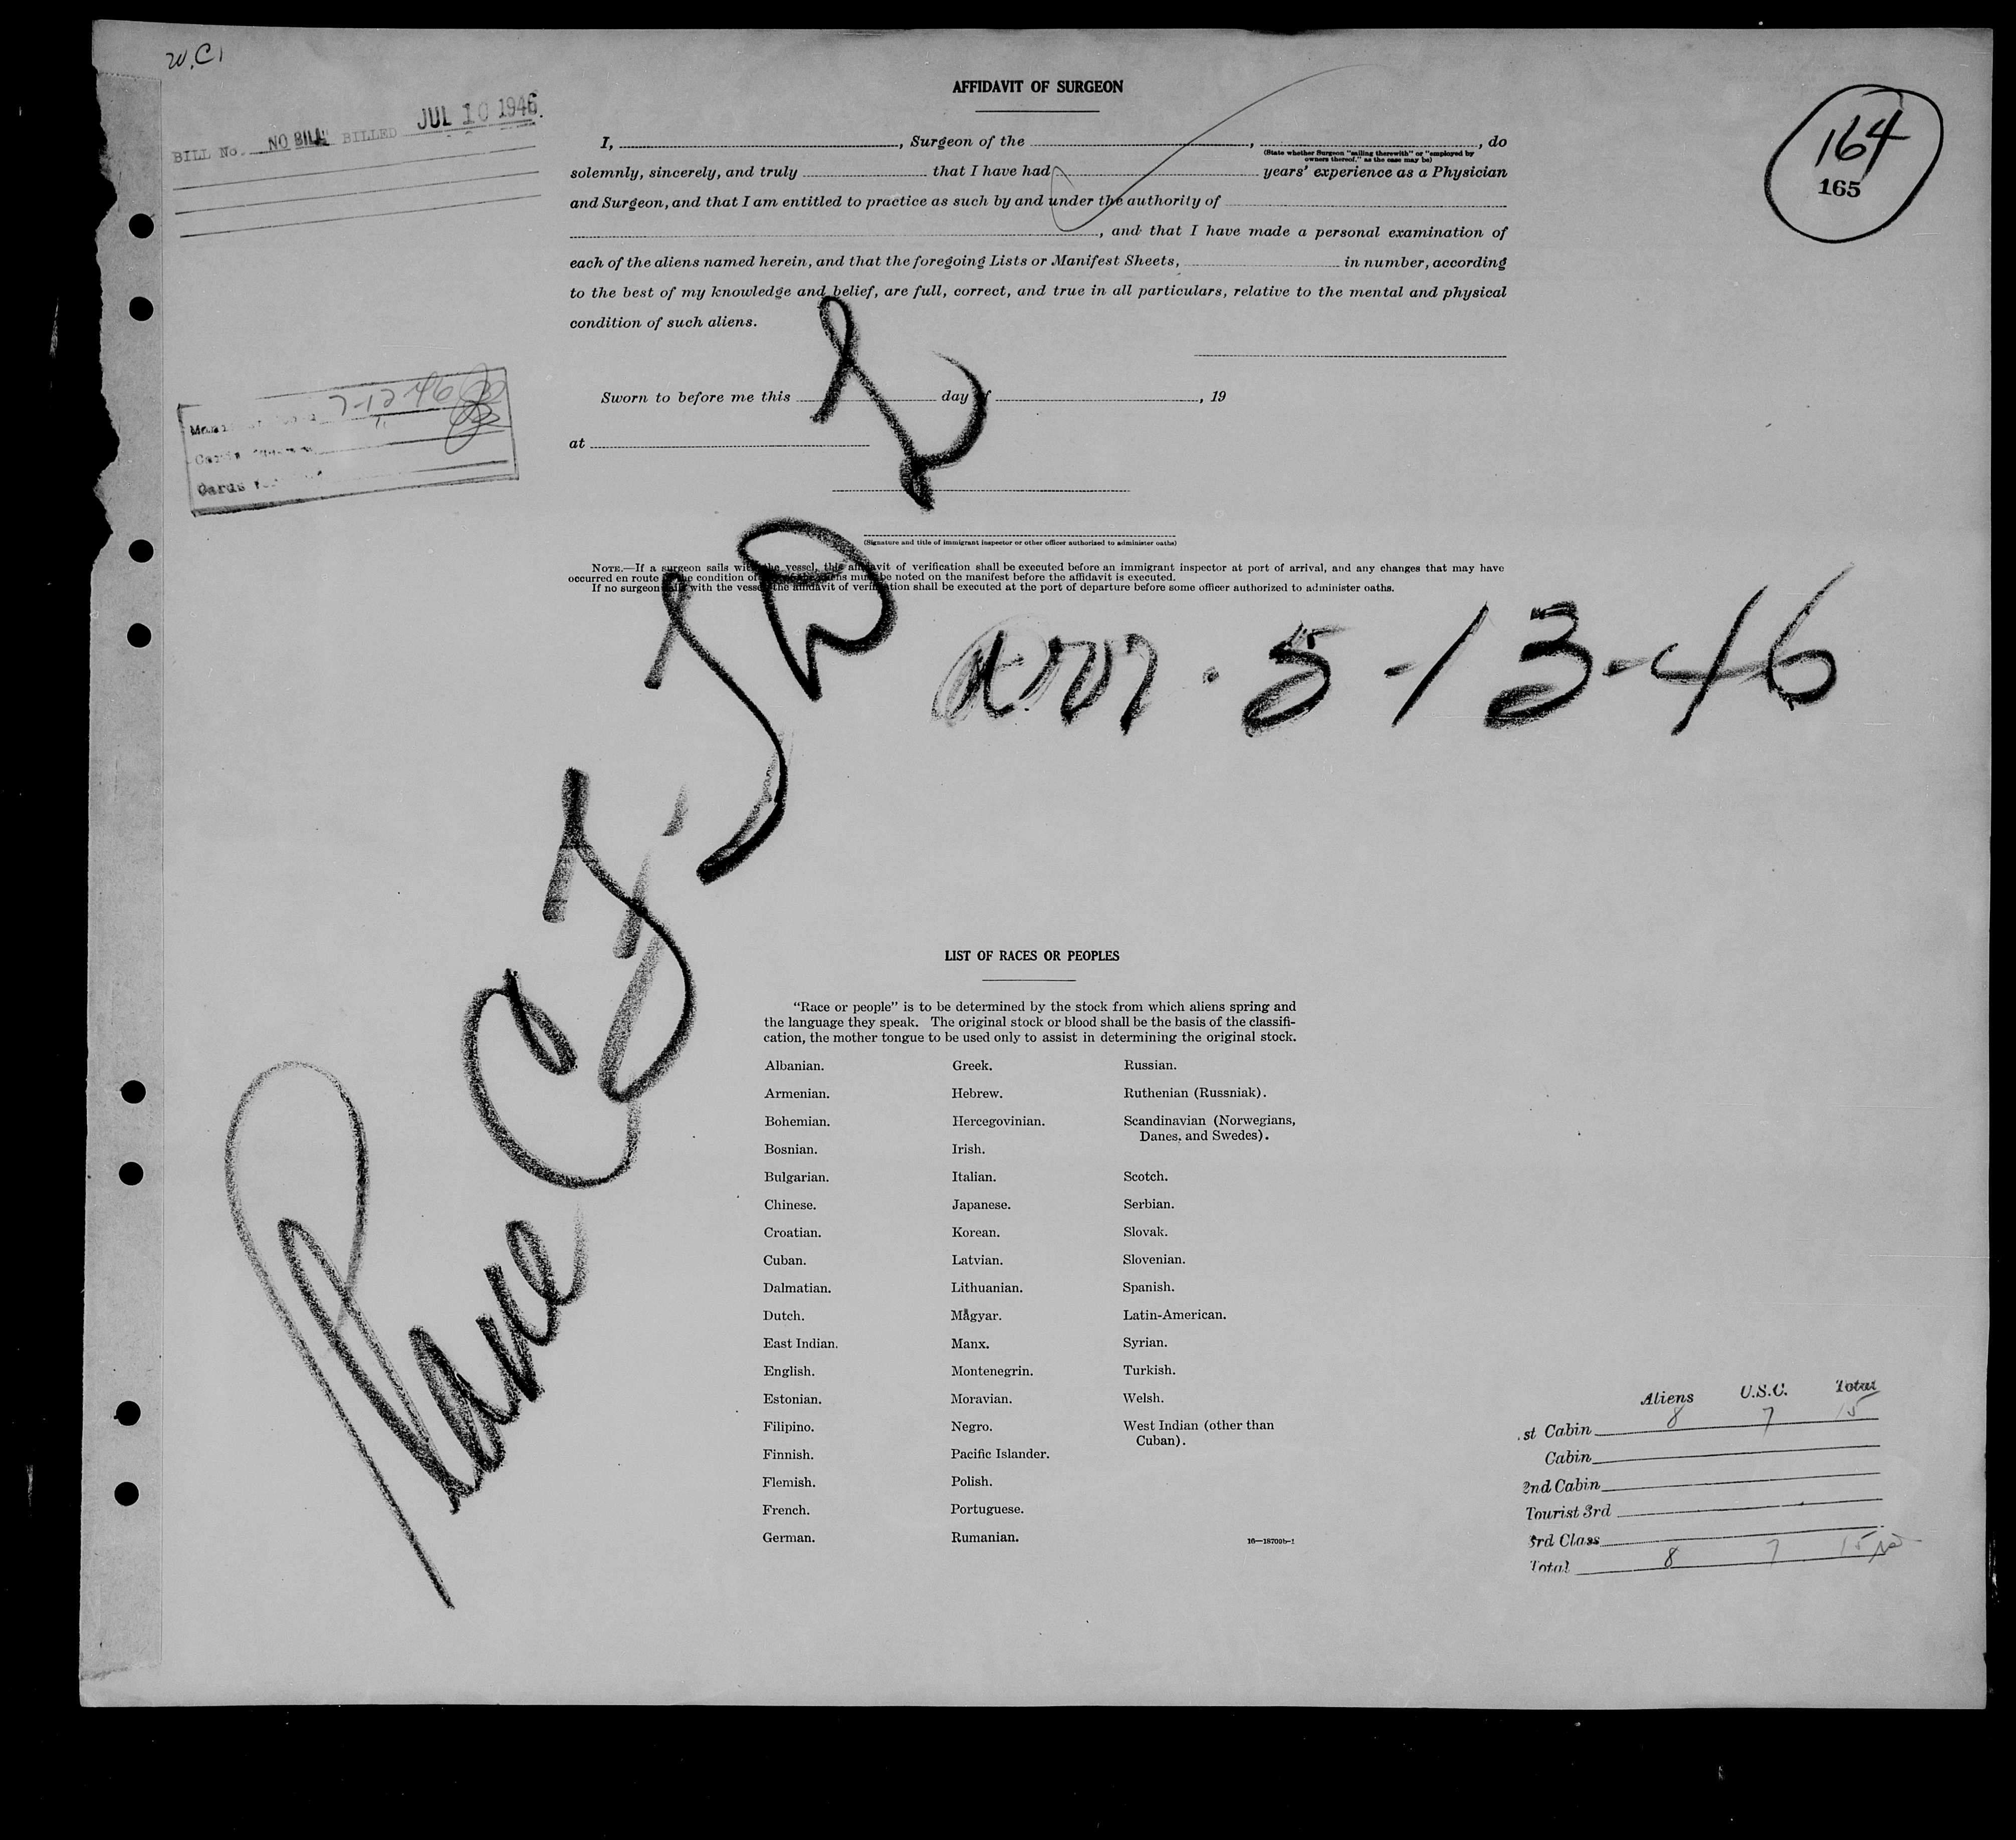 W.C.
BILL No. NO BILL BILLED JUL 10 1946
AFFIDAVIT OF SURGEON
164
165
I, , Surgeon of the , , do
(State whether Surgeon "sailing therewith" or "employed by
owners thereof," as the case may be)
solemnly, sincerely, and truly that I have had years' experience as a Physician
and Surgeon, and that I am entitled to practice as such by and under the authority of
, and that I have made a personal examination of
each of the aliens named herein, and that the foregoing Lists or Manifest Sheets, in number, according
to the best of my knowledge and belief, are full, correct, and true in all particulars, relative to the mental and physical
condition of such aliens.
7-12-46
Cards
Cards
Sworn to before me this day of , 19
at
(Signature and title of immigrant inspector or other officer authorized to administer oaths)
NOTE.—If a surgeon sails with the vessel, this affidavit of verification shall be executed before an immigrant inspector at port of arrival, and any changes that may have
occurred en route in the condition of the aliens must be noted on the manifest before the affidavit is executed.
If no surgeon sails with the vessel, the affidavit of verification shall be executed at the port of departure before some officer authorized to administer oaths.
Plane
arr. 5-13-46
LIST OF RACES OR PEOPLES
"Race or people" is to be determined by the stock from which aliens spring and
the language they speak. The original stock or blood shall be the basis of the classifi-
cation, the mother tongue to be used only to assist in determining the original stock.
Albanian.
Armenian.
Bohemian.
Bosnian.
Bulgarian.
Chinese.
Croatian.
Cuban.
Dalmatian.
Dutch.
East Indian.
English.
Estonian.
Filipino.
Finnish.
Flemish.
French.
German.
Greek.
Hebrew.
Hercegovinian.
Irish.
Italian.
Japanese.
Korean.
Latvian.
Lithuanian.
Magyar.
Manx.
Montenegrin.
Moravian.
Negro.
Pacific Islander.
Polish.
Portuguese.
Rumanian.
Russian.
Ruthenian (Russniak).
Scandinavian (Norwegians,
Danes, and Swedes).
Scotch.
Serbian.
Slovak.
Slovenian.
Spanish.
Latin-American.
Syrian.
Turkish.
Welsh.
West Indian (other than
Cuban).
16—18709b-1
Aliens U.S.C. Total
st Cabin 8 7 15
Cabin
2nd Cabin
Tourist 3rd
3rd Class
Total 8 7 15